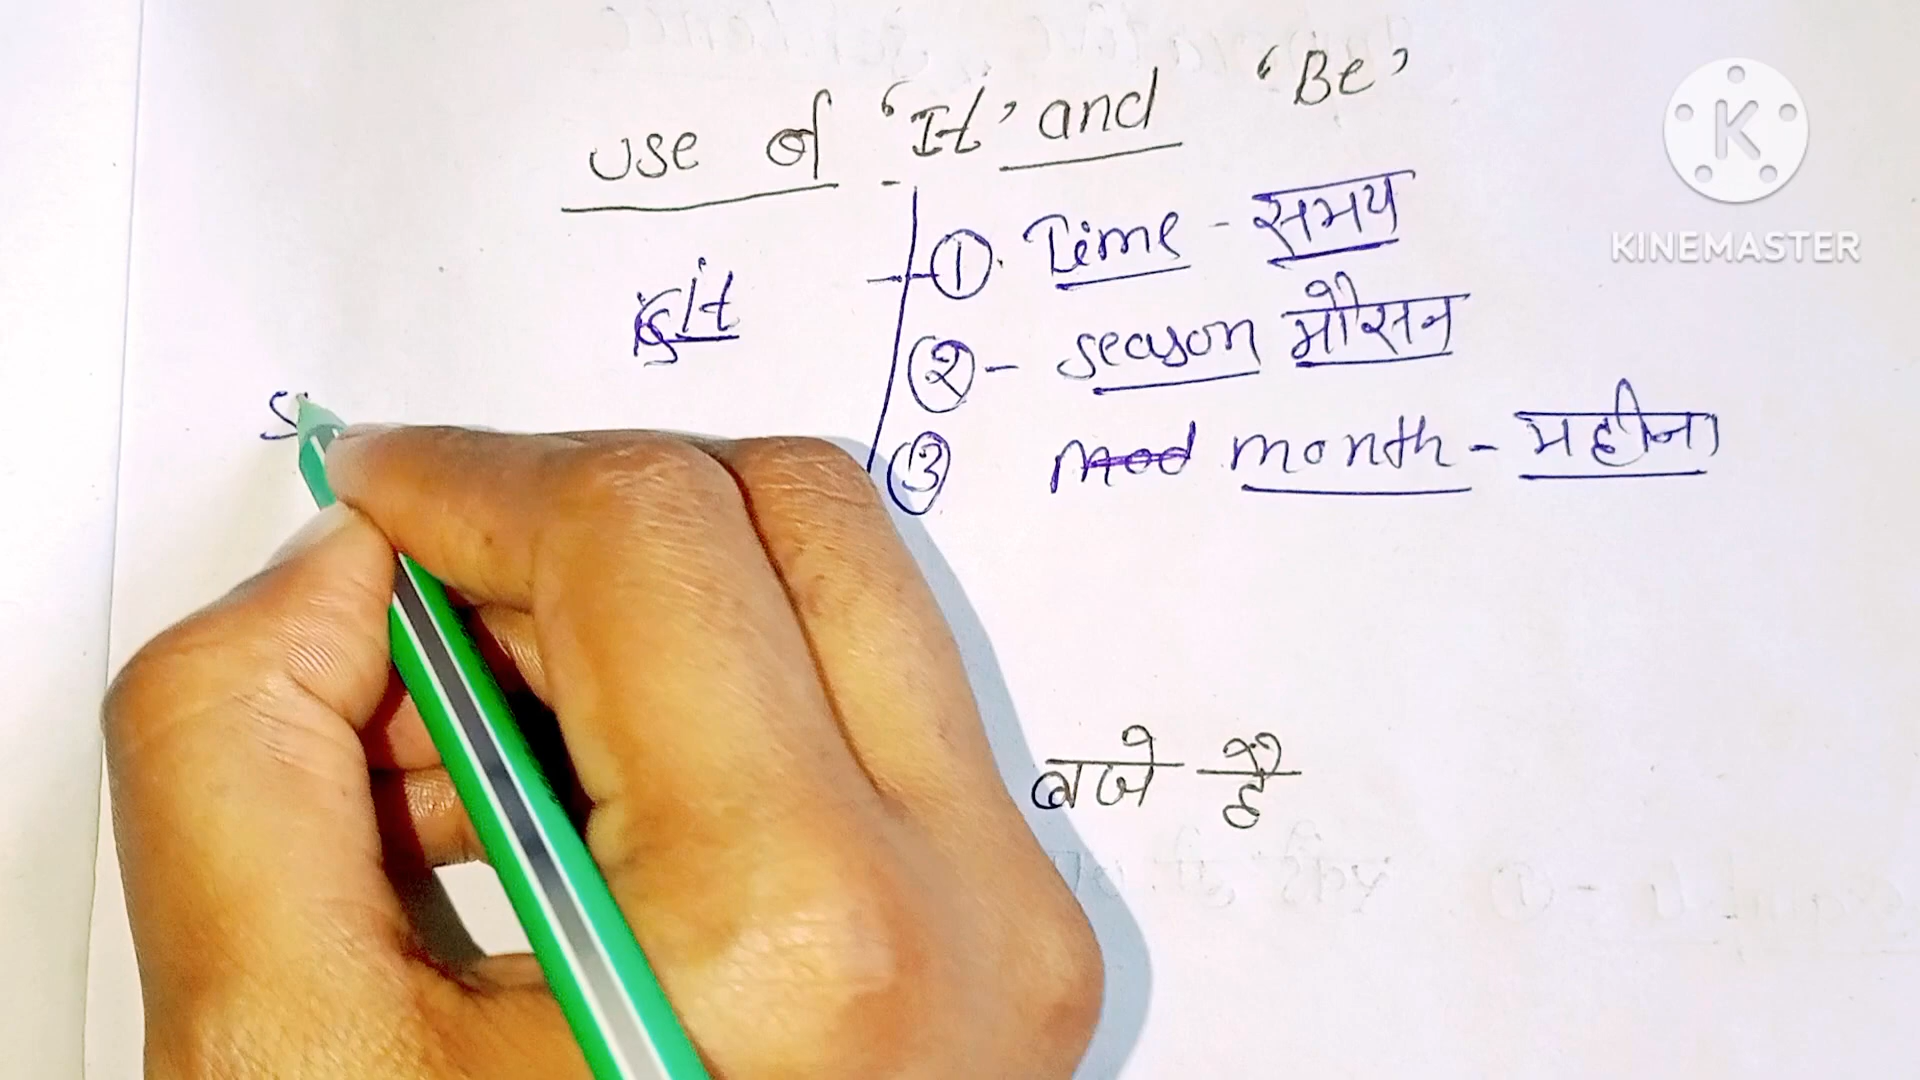 use of 'It' and 'Be'
It
① Time - समय
② - season मौसम
③ month - महीना
बजे है
K
KINEMASTER